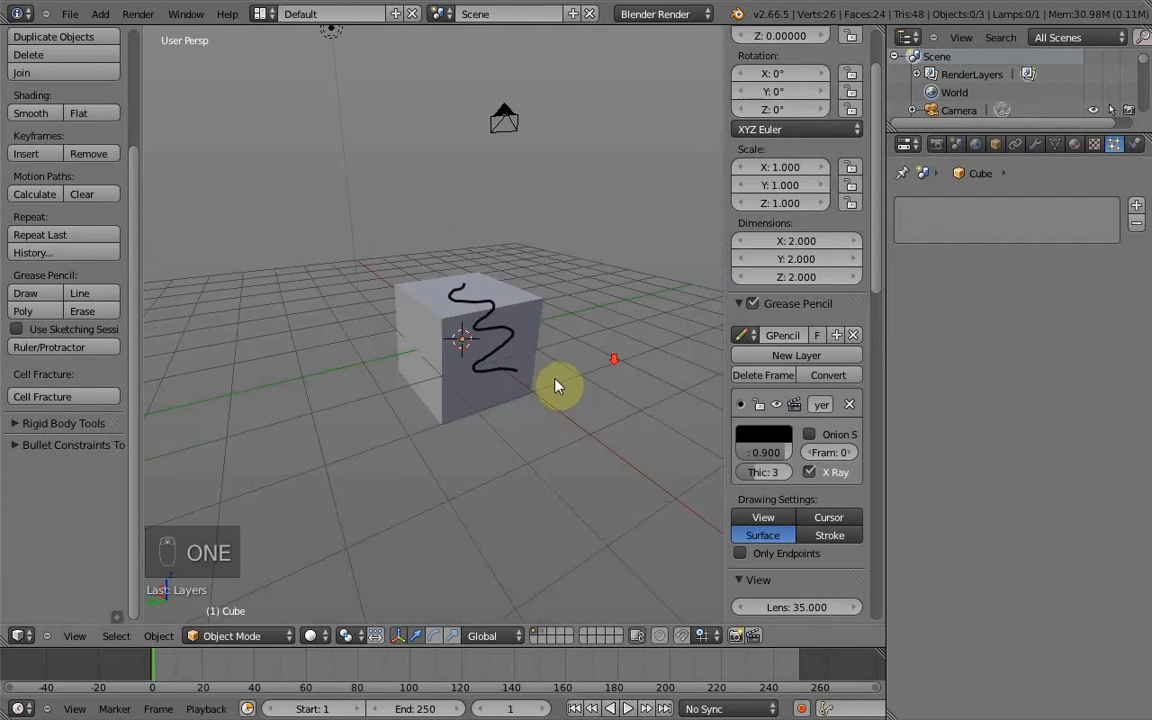 File Add Render Window Help Default Scene Blender Render v2.66.5 | Verts:26 | Faces:24 | Tris:48 | Objects:0/3 | Lamps:0/1 | Mem:30.98M (0.11M)
Duplicate Objects
Delete
Join
Shading:
Smooth Flat
Keyframes:
Insert Remove
Motion Paths:
Calculate Clear
Repeat:
Repeat Last
History...
Grease Pencil:
Draw Line
Poly Erase
Use Sketching Sessi
Ruler/Protractor
Cell Fracture:
Cell Fracture
Rigid Body Tools
Bullet Constraints To
User Persp
ONE
Last: Layers
z
(1) Cube
Z: 0.00000
Rotation:
X: 0°
Y: 0°
Z: 0°
XYZ Euler
Scale:
X: 1.000
Y: 1.000
Z: 1.000
Dimensions:
X: 2.000
Y: 2.000
Z: 2.000
Grease Pencil
GPencil F
New Layer
Delete Frame Convert
yer
Onion S
: 0.900 Fram: 0
Thic: 3 X Ray
Drawing Settings:
View Cursor
Surface Stroke
Only Endpoints
View
Lens: 35.000
View Search All Scenes
Scene
RenderLayers
World
Camera
Cube
View Select Object Object Mode Global
-40 -20 0 20 40 60 80 100 120 140 160 180 200 220 240 260
View Marker Frame Playback Start: 1 End: 250 1 No Sync